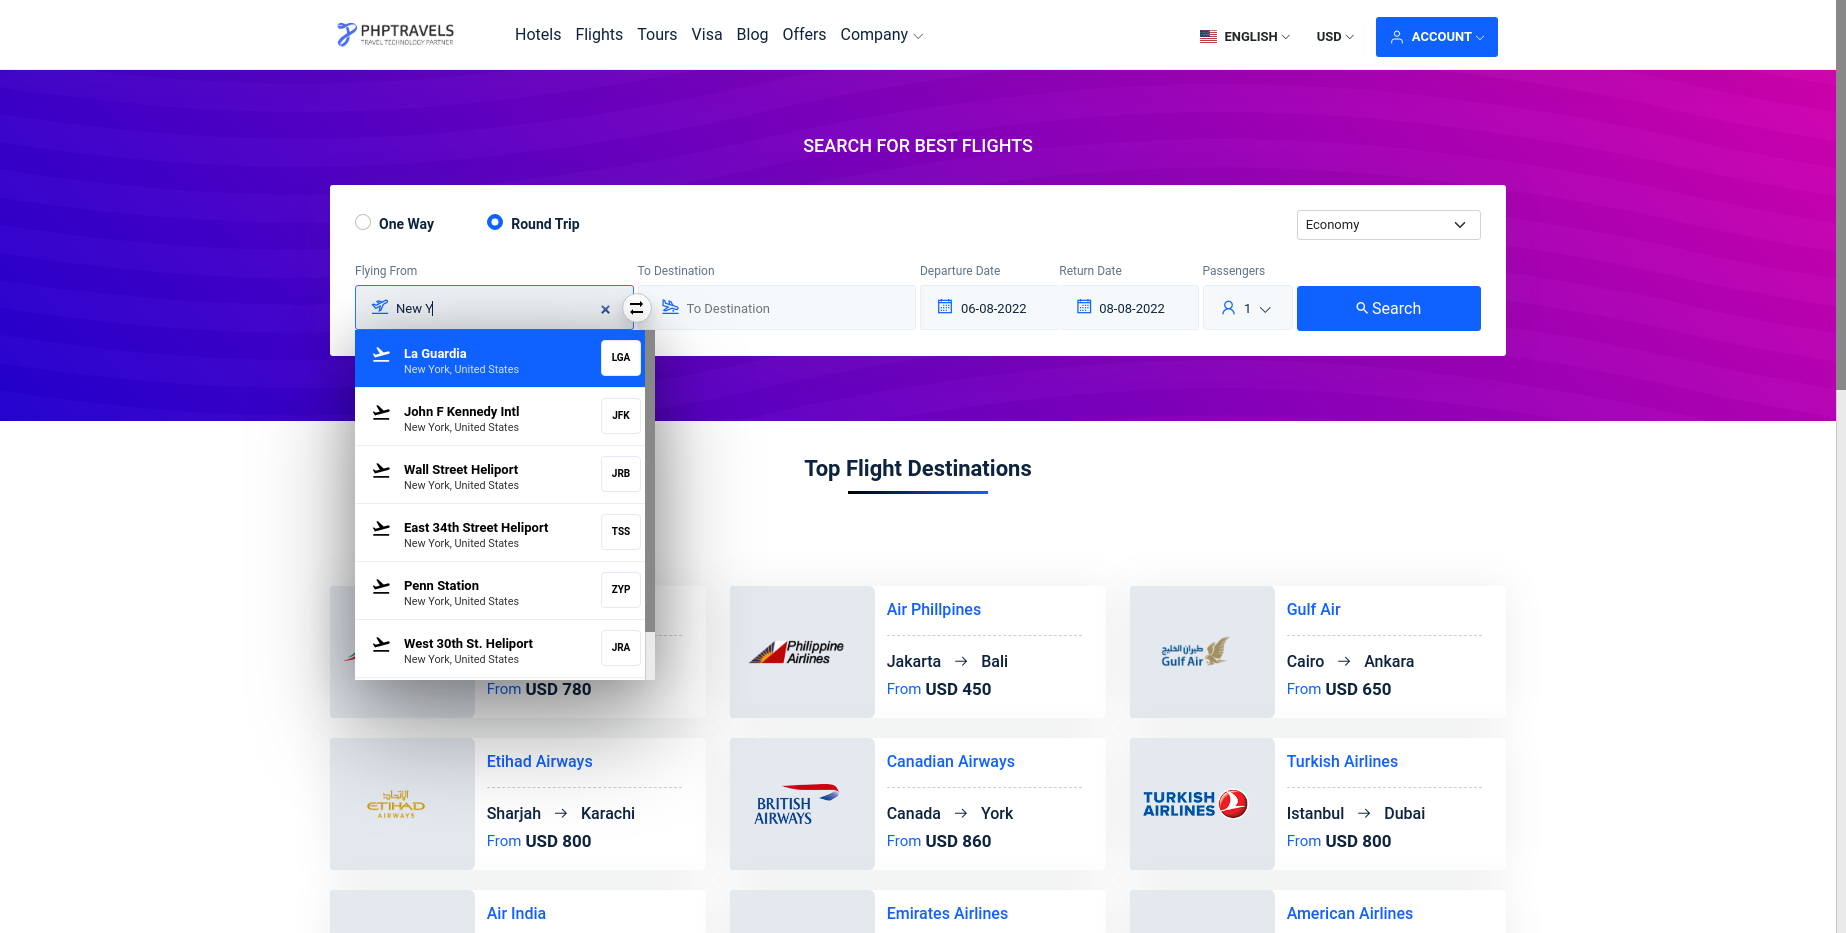 PHPTRAVELS
TRAVEL TECHNOLOGY PARTNER
Hotels Flights Tours Visa Blog Offers Company
ENGLISH USD ACCOUNT
SEARCH FOR BEST FLIGHTS
One Way Round Trip Economy
Flying From To Destination Departure Date Return Date Passengers
New Y To Destination 06-08-2022 08-08-2022 1 Search
La Guardia LGA
New York, United States
John F Kennedy Intl JFK
New York, United States
Wall Street Heliport JRB
New York, United States
East 34th Street Heliport TSS
New York, United States
Penn Station ZYP
New York, United States
West 30th St. Heliport JRA
New York, United States
Top Flight Destinations
From USD 780
Air Phillpines
Philippine
Airlines
Jakarta Bali
From USD 450
Gulf Air
طيران الخليج
Gulf Air
Cairo Ankara
From USD 650
Etihad Airways
الإتحاد
ETIHAD
AIRWAYS
Sharjah Karachi
From USD 800
Canadian Airways
BRITISH
AIRWAYS
Canada York
From USD 860
Turkish Airlines
TURKISH
AIRLINES
Istanbul Dubai
From USD 800
Air India
Emirates Airlines
American Airlines